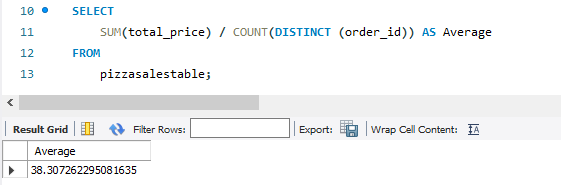 10 SELECT
11 SUM(total_price) / COUNT(DISTINCT (order_id)) AS Average
12 FROM
13 pizzasalestable;
Result Grid Filter Rows: Export: Wrap Cell Content: IA
Average
38.307262295081635